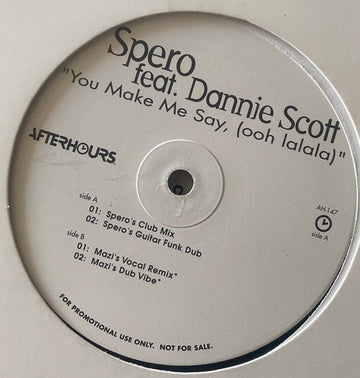 Spero
feat. Dannie Scott
"You Make Me Say, (ooh lalala)"
AFTERHOURS
side A
01: Spero's Club Mix
02: Spero's Guitar Funk Dub
side B
01: Mazi's Vocal Remix*
02: Mazi's Dub Vibe*
AH-147
side A
FOR PROMOTIONAL USE ONLY. NOT FOR SALE.